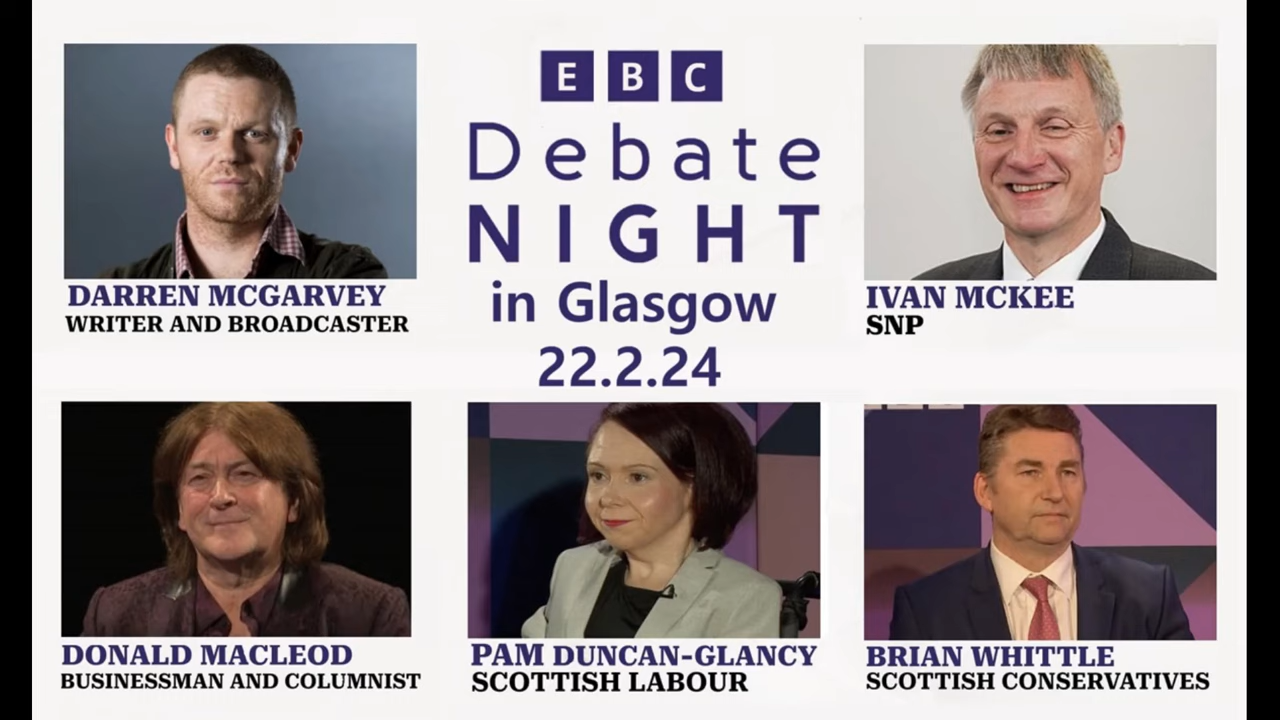 EBC
Debate
NIGHT
in Glasgow
22.2.24
DARREN MCGARVEY
WRITER AND BROADCASTER
IVAN MCKEE
SNP
DONALD MACLEOD
BUSINESSMAN AND COLUMNIST
PAM DUNCAN-GLANCY
SCOTTISH LABOUR
BRIAN WHITTLE
SCOTTISH CONSERVATIVES